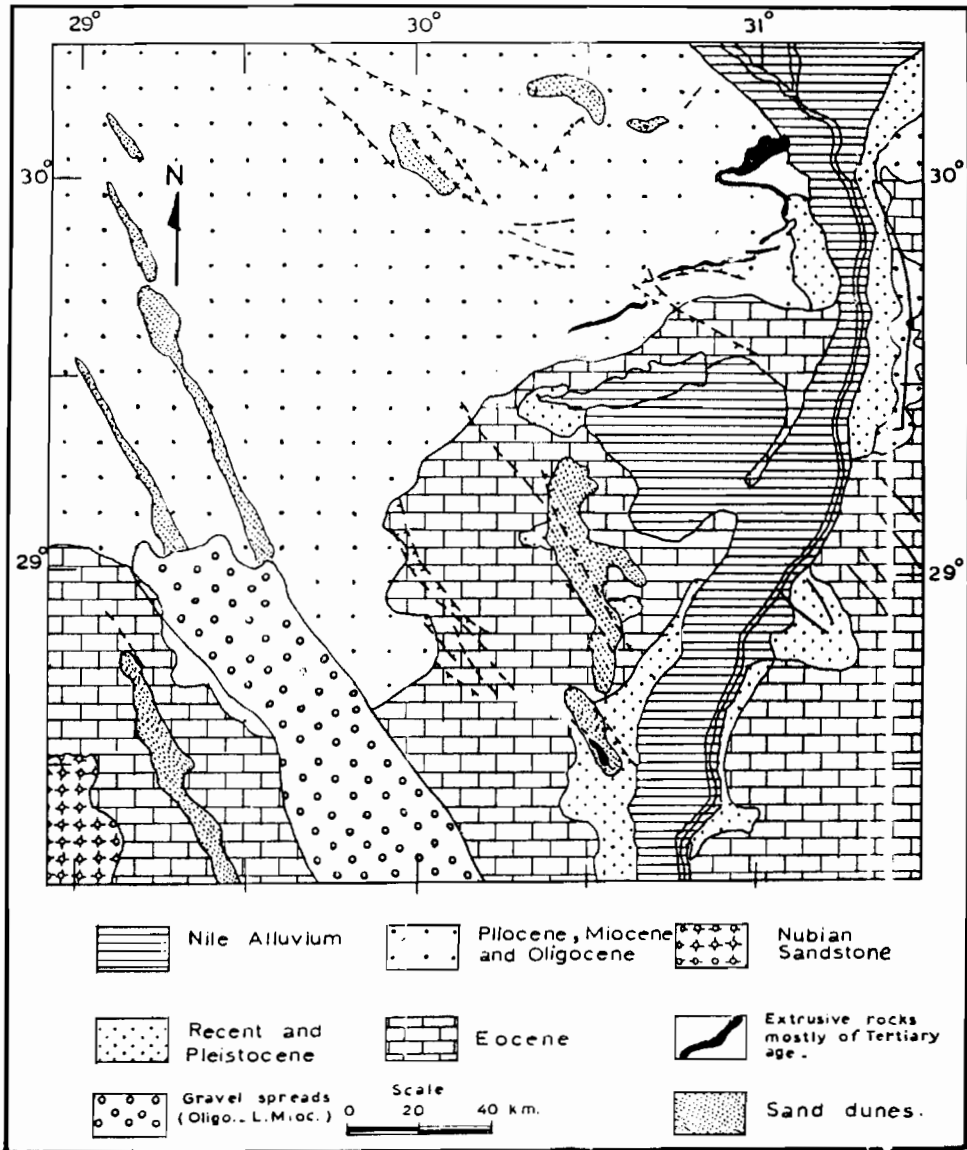 29°
30°
31°
30°
30°
N
29°
29°
Nile Alluvium
Pliocene, Miocene
and Oligocene
Nubian
Sandstone
Recent and
Pleistocene
Eocene
Extrusive rocks
mostly of Tertiary
age.
Gravel spreads
(Oligo._ L.Mioc.)
Scale
0 20 40 km.
Sand dunes.